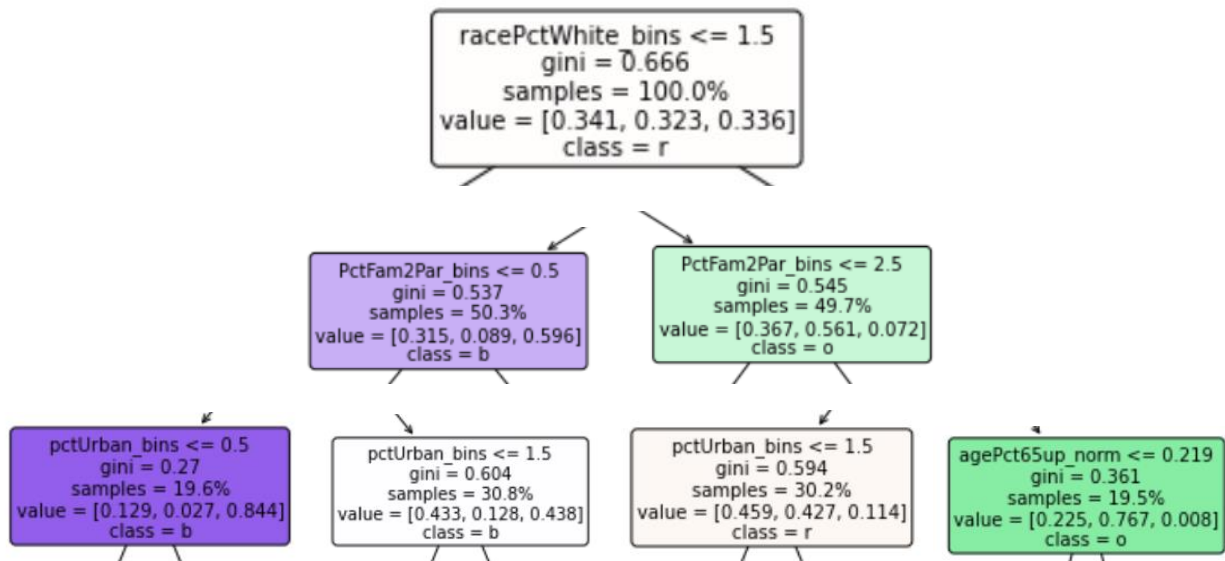 racePctWhite_bins <= 1.5
gini = 0.666
samples = 100.0%
value = [0.341, 0.323, 0.336]
class = r
PctFam2Par_bins <= 0.5
gini = 0.537
samples = 50.3%
value = [0.315, 0.089, 0.596]
class = b
PctFam2Par_bins <= 2.5
gini = 0.545
samples = 49.7%
value = [0.367, 0.561, 0.072]
class = o
pctUrban_bins <= 0.5
gini = 0.27
samples = 19.6%
value = [0.129, 0.027, 0.844]
class = b
pctUrban_bins <= 1.5
gini = 0.604
samples = 30.8%
value = [0.433, 0.128, 0.438]
class = b
pctUrban_bins <= 1.5
gini = 0.594
samples = 30.2%
value = [0.459, 0.427, 0.114]
class = r
agePct65up_norm <= 0.219
gini = 0.361
samples = 19.5%
value = [0.225, 0.767, 0.008]
class = o